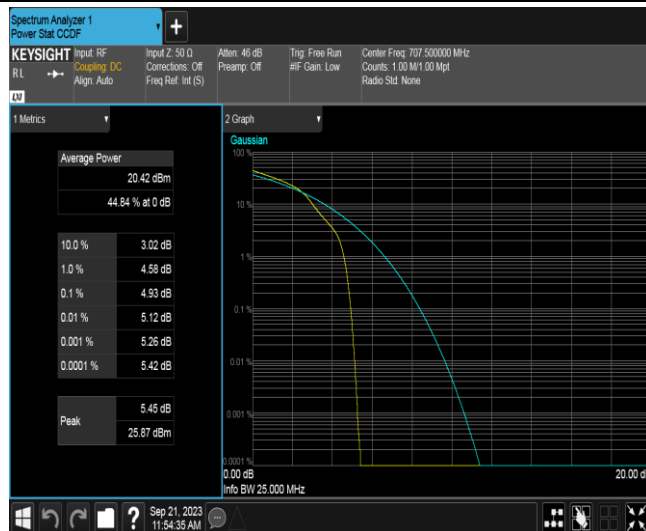 Spectrum Analyzer 1
Power Stat CCDF
+
KEYSIGHT
RL
Input: RF
Coupling: DC
Align: Auto
Input Z: 50 Ω
Corrections: Off
Freq Ref: Int (S)
Atten: 46 dB
Preamp: Off
Trig: Free Run
#IF Gain: Low
Center Freq: 707.500000 MHz
Counts: 1.00 M/1.00 Mpt
Radio Std: None
1 Metrics
Average Power
20.42 dBm
44.84 % at 0 dB
10.0 % 3.02 dB
1.0 % 4.58 dB
0.1 % 4.93 dB
0.01 % 5.12 dB
0.001 % 5.26 dB
0.0001 % 5.42 dB
Peak
5.45 dB
25.87 dBm
2 Graph
Gaussian
100 %
10 %
1 %
0.1 %
0.01 %
0.001 %
0.0001 %
0.00 dB
20.00 d
Info BW 25.000 MHz
?
Sep 21, 2023
11:54:35 AM